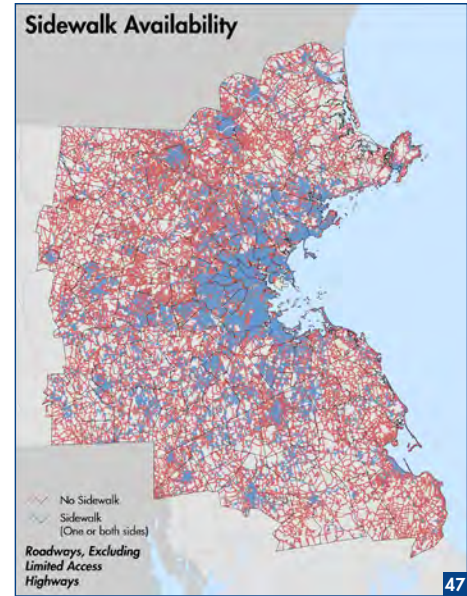 Sidewalk Availability
No Sidewalk
Sidewalk
(One or both sides)
Roadways, Excluding
Limited Access
Highways
47